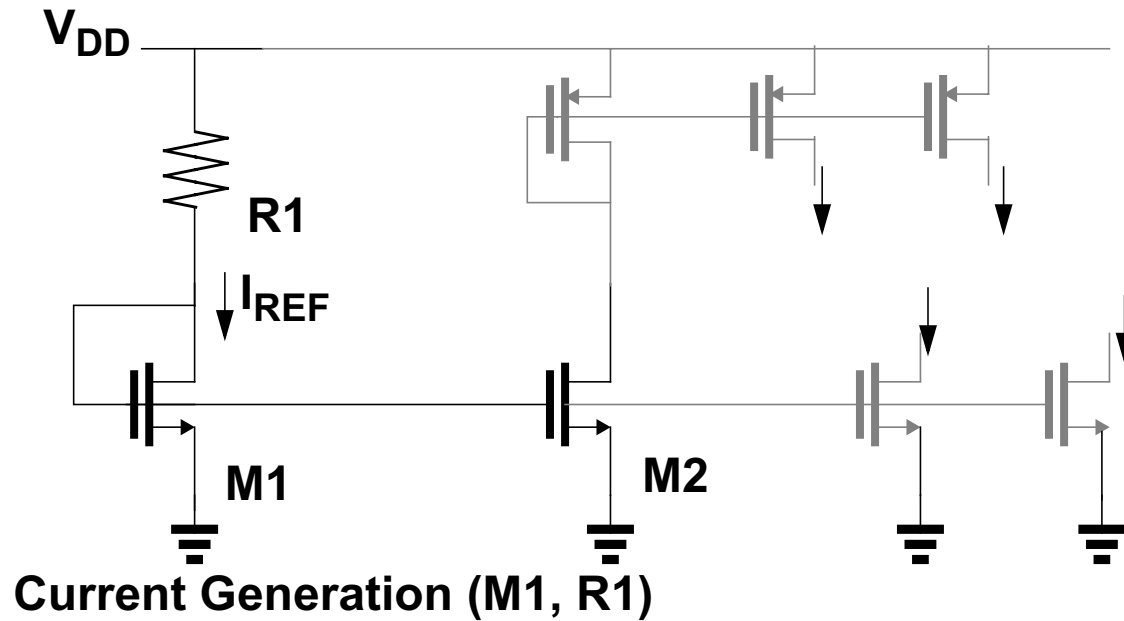 VDD
R1
IREF
M1
M2
Current Generation (M1, R1)